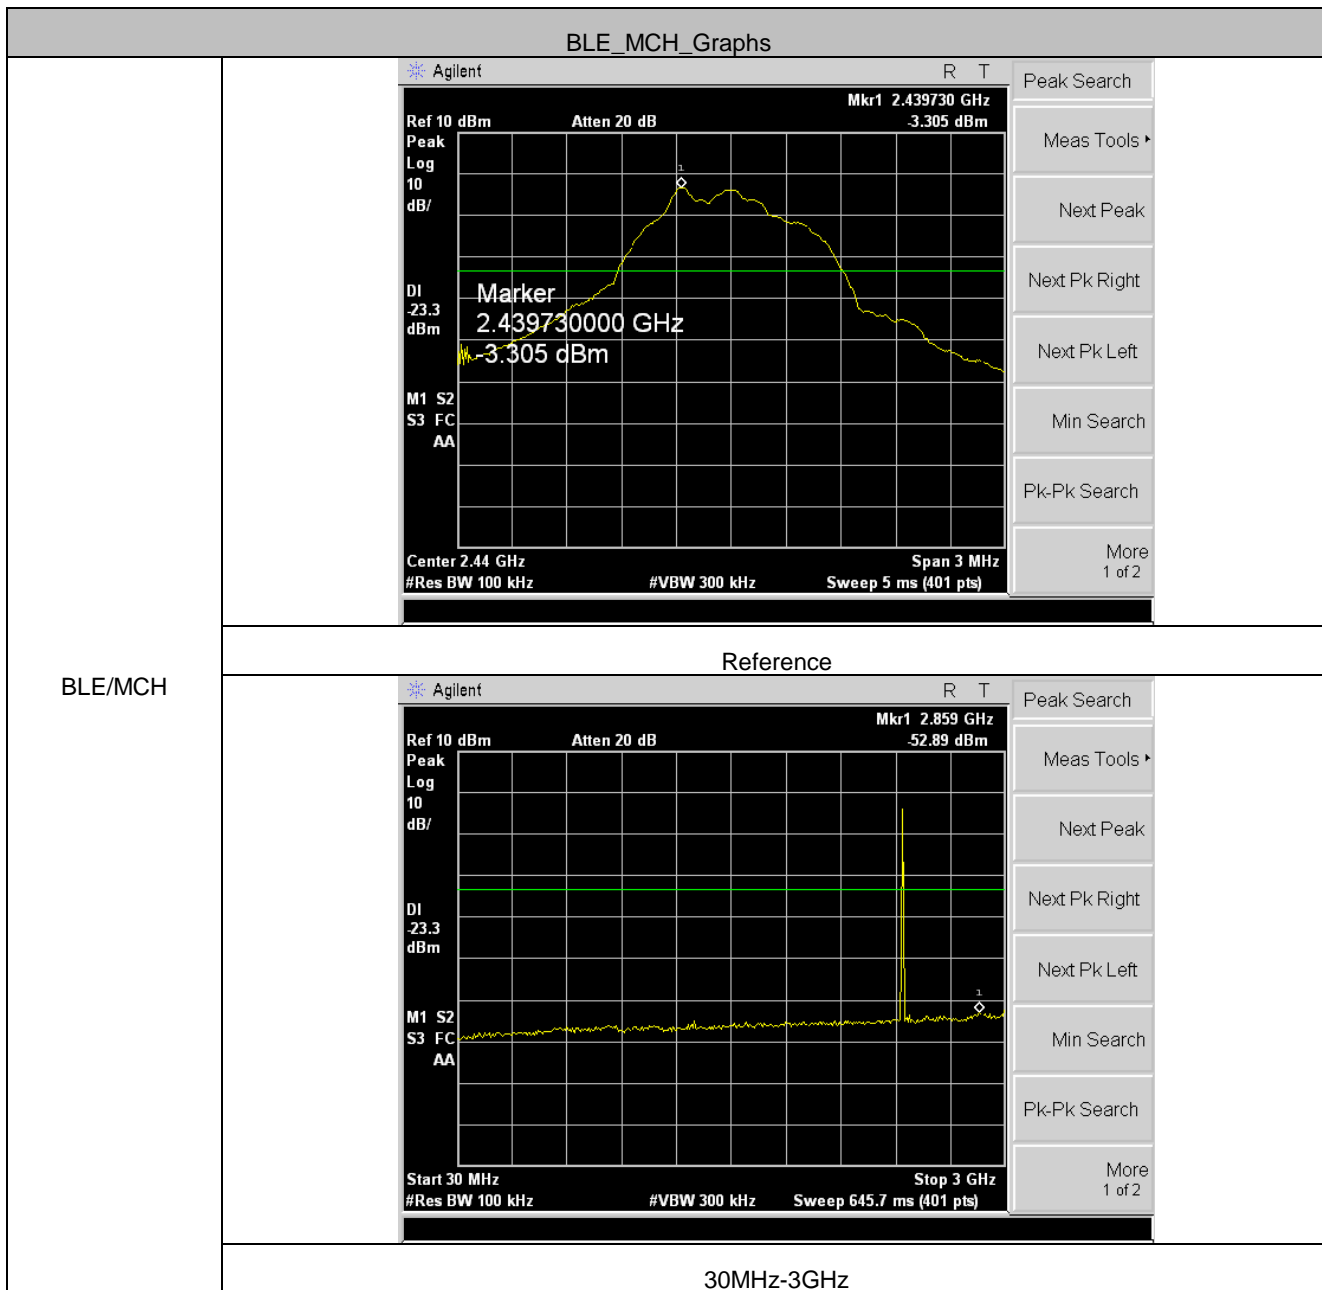 BLE_MCH_Graphs
BLE/MCH
Agilent R T
Mkr1 2.439730 GHz
Ref 10 dBm Atten 20 dB -3.305 dBm
Peak
Log
10
dB/
1
DI
-23.3
dBm
Marker
2.439730000 GHz
-3.305 dBm
M1 S2
S3 FC
AA
Center 2.44 GHz Span 3 MHz
#Res BW 100 kHz #VBW 300 kHz Sweep 5 ms (401 pts)
Peak Search
Meas Tools
Next Peak
Next Pk Right
Next Pk Left
Min Search
Pk-Pk Search
More
1 of 2
Reference
Agilent R T
Mkr1 2.859 GHz
Ref 10 dBm Atten 20 dB -52.89 dBm
Peak
Log
10
dB/
DI
-23.3
dBm
1
M1 S2
S3 FC
AA
Start 30 MHz Stop 3 GHz
#Res BW 100 kHz #VBW 300 kHz Sweep 645.7 ms (401 pts)
Peak Search
Meas Tools
Next Peak
Next Pk Right
Next Pk Left
Min Search
Pk-Pk Search
More
1 of 2
30MHz-3GHz